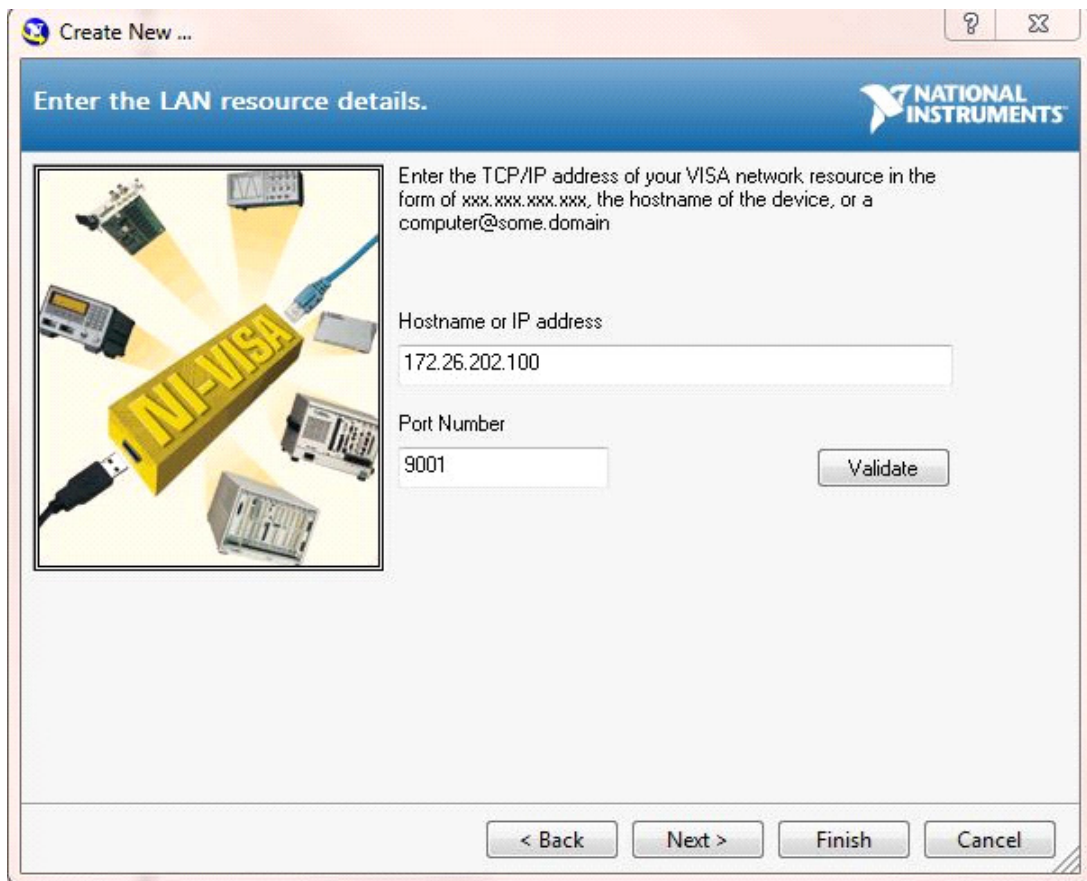 Create New ...
Enter the LAN resource details.
NATIONAL
INSTRUMENTS
Enter the TCP/IP address of your VISA network resource in the
form of xxx.xxx.xxx.xxx, the hostname of the device, or a
computer@some.domain
NI-VISA
Hostname or IP address
172.26.202.100
Port Number
9001
Validate
< Back
Next >
Finish
Cancel